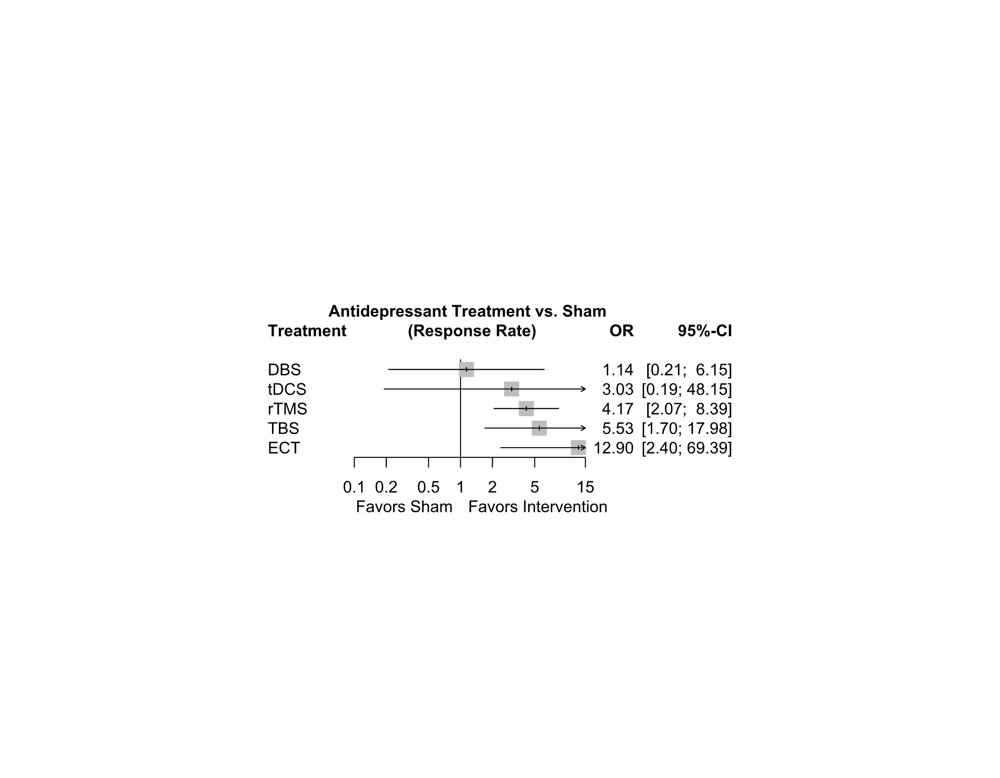 Antidepressant Treatment vs. Sham
Treatment (Response Rate) OR 95%-CI
DBS 1.14 [0.21; 6.15]
tDCS 3.03 [0.19; 48.15]
rTMS 4.17 [2.07; 8.39]
TBS 5.53 [1.70; 17.98]
ECT 12.90 [2.40; 69.39]
0.1 0.2 0.5 1 2 5 15
Favors Sham Favors Intervention